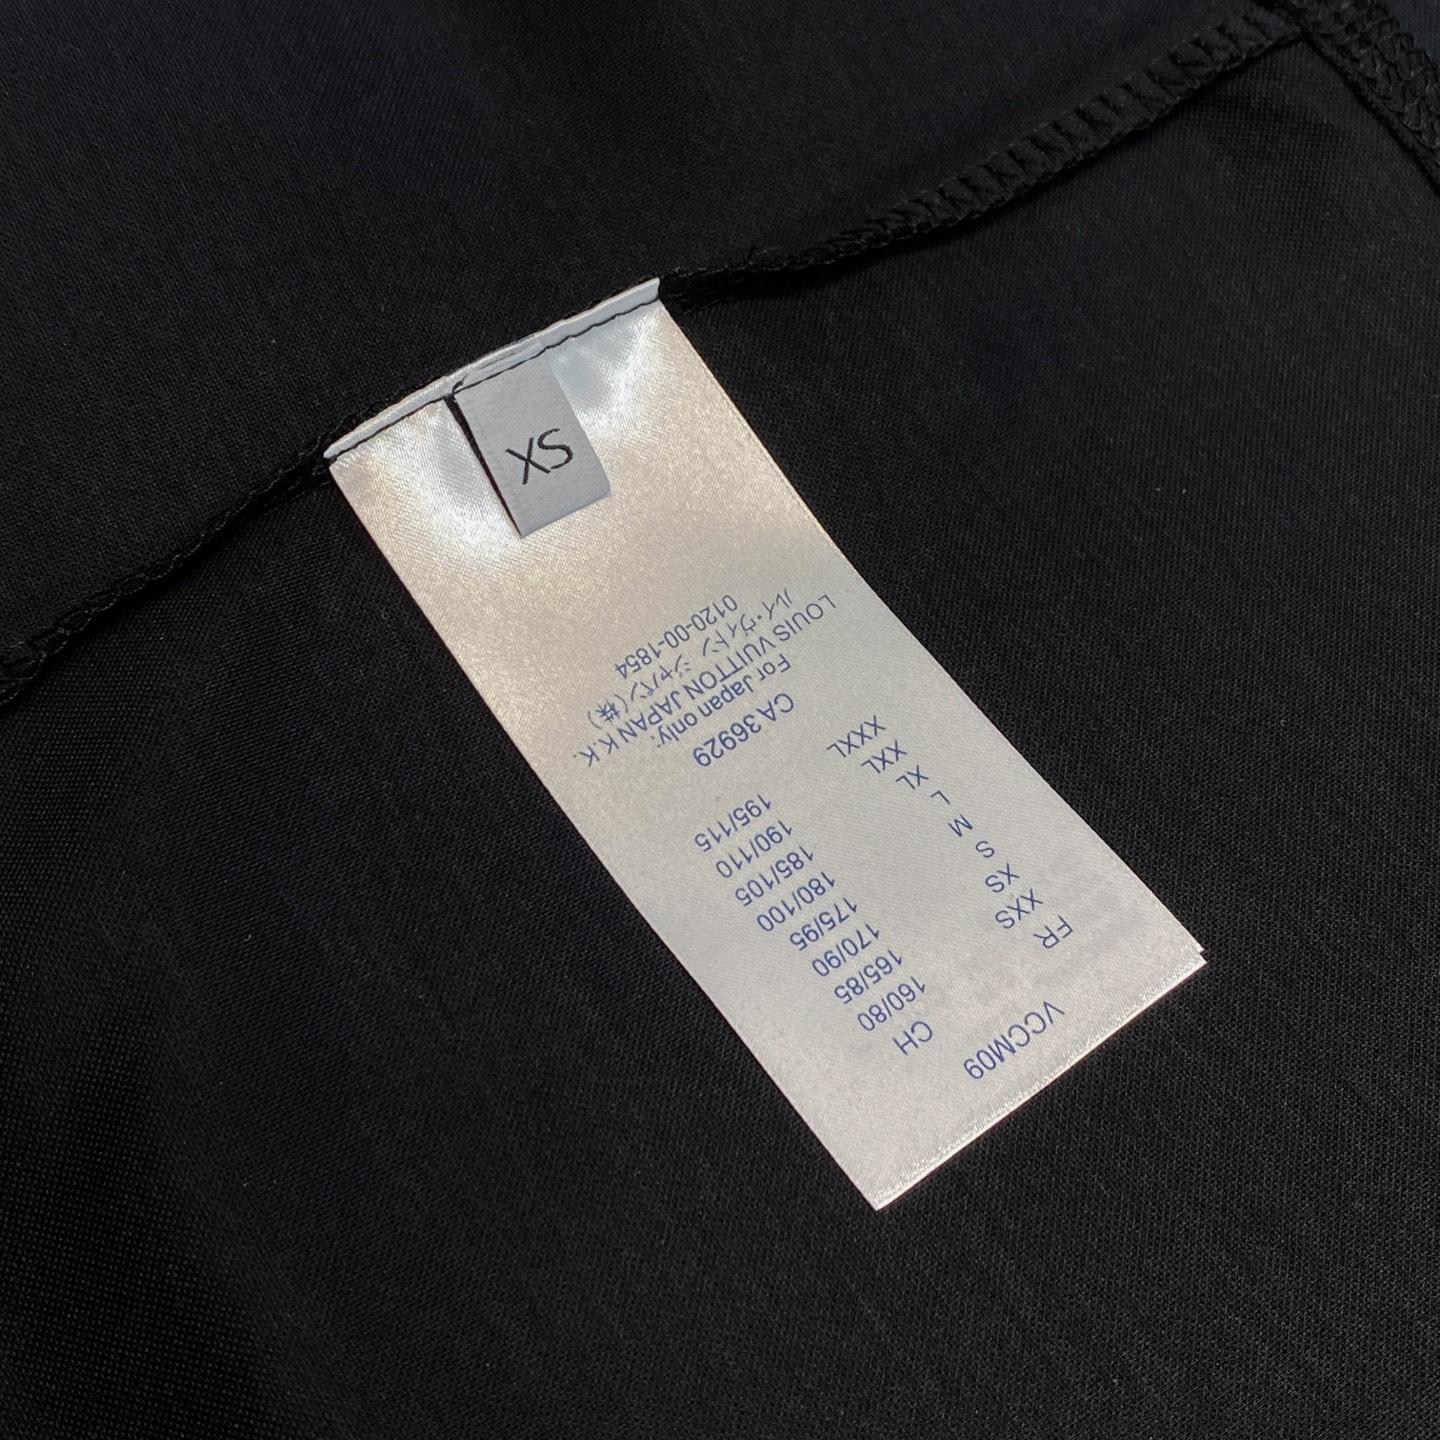 XS
VCCM09
FR CH
XXS 160/80
XS 165/85
S 170/90
M 175/95
L 180/100
XL 185/105
XXL 190/110
XXXL 195/115
CA 36929
For Japan only:
LOUIS VUITTON JAPAN K.K.
ルイ・ヴィトン ジャパン(株)
0120-00-1854